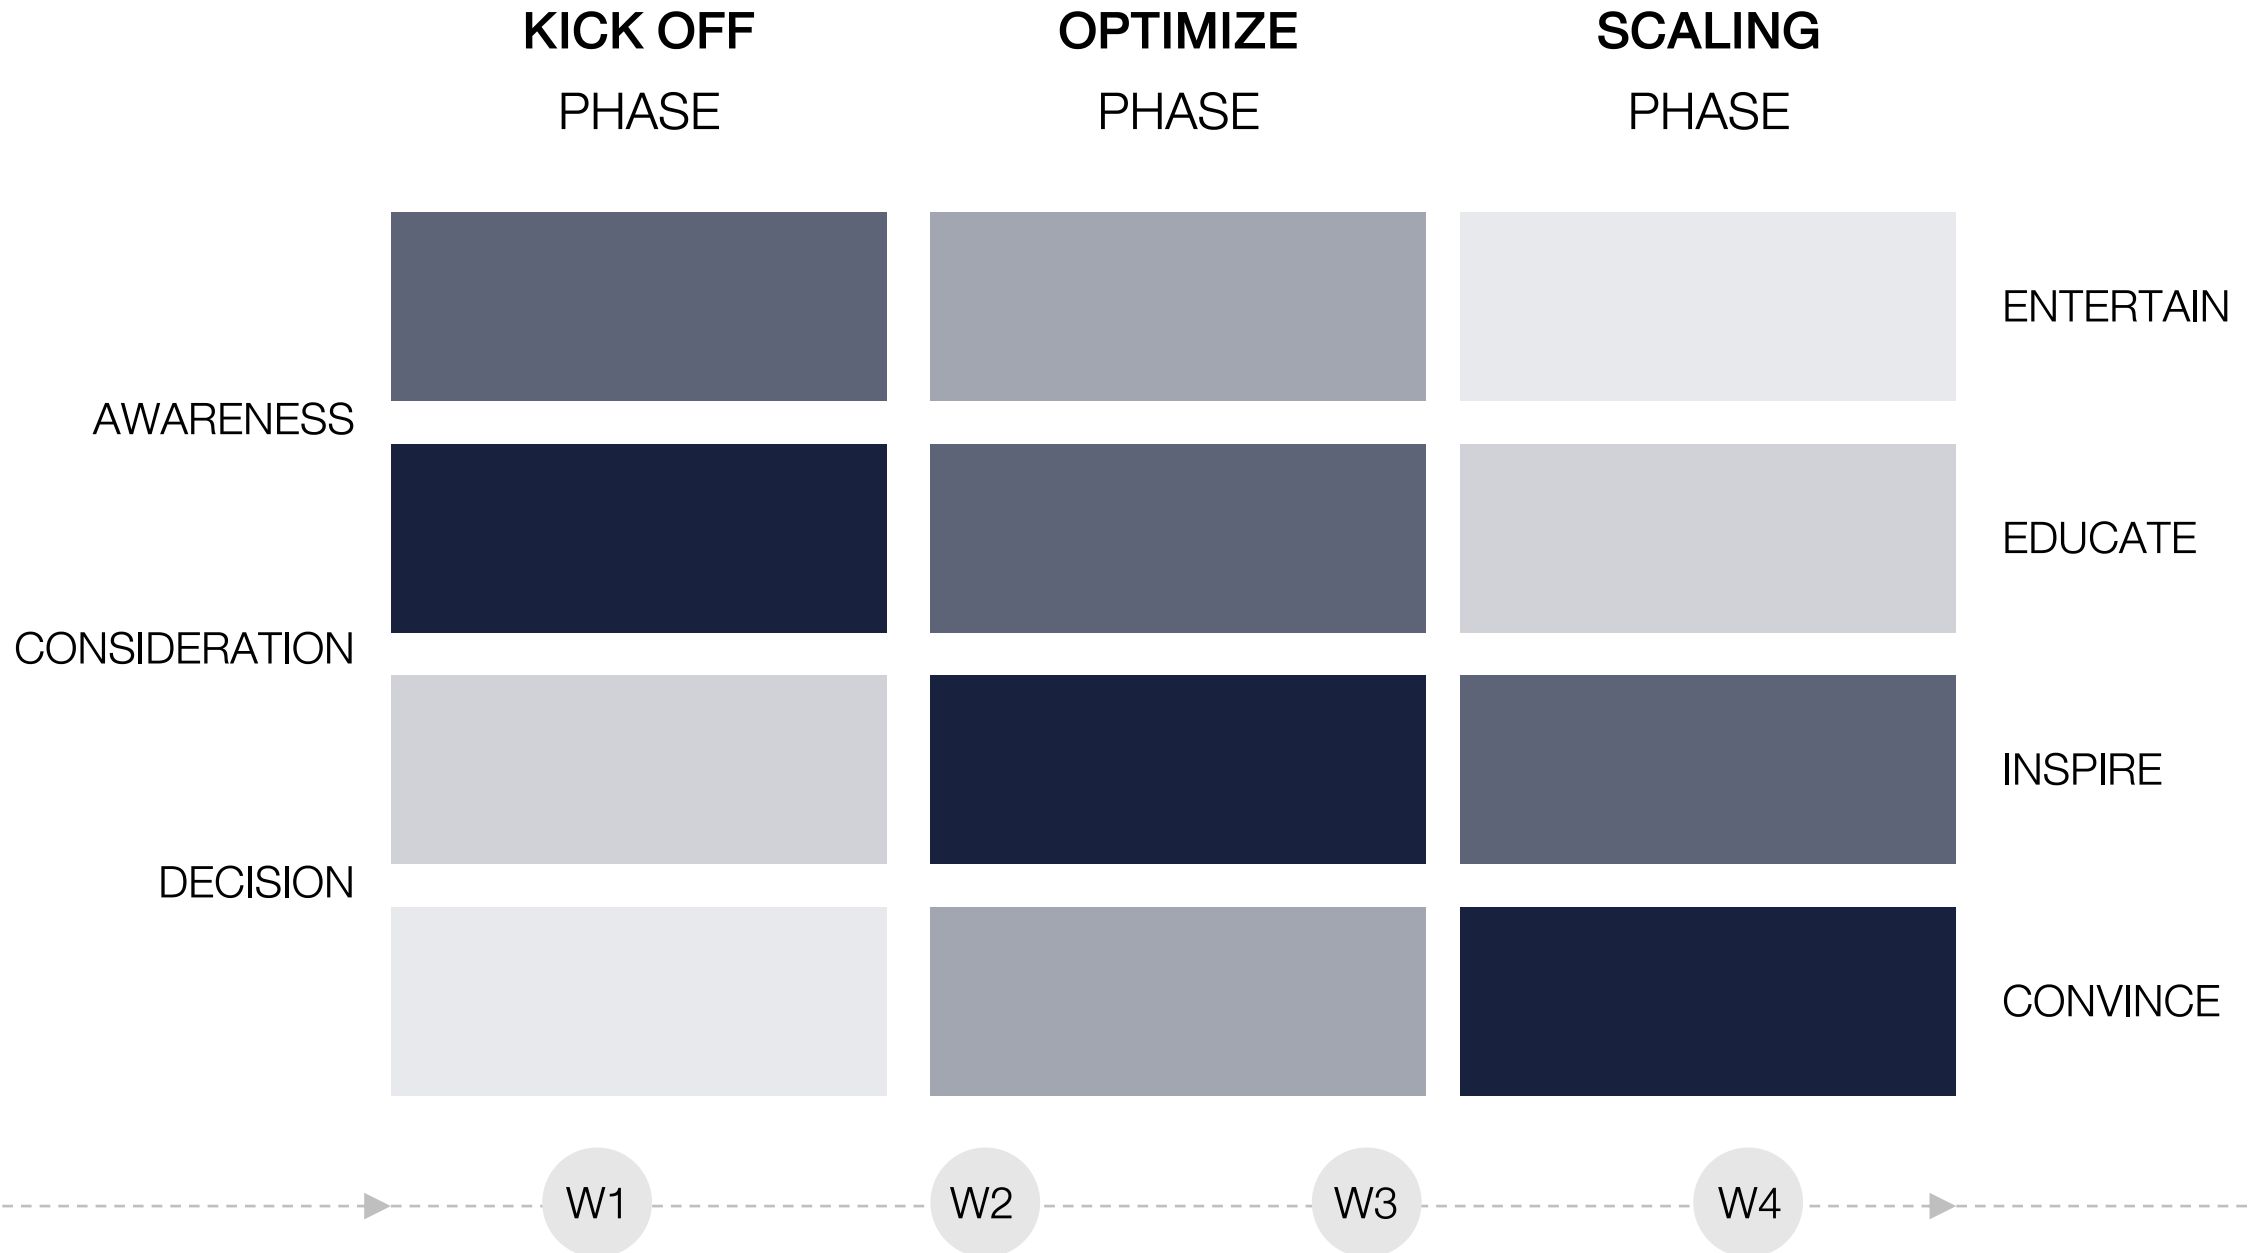 KICK OFF
PHASE
OPTIMIZE
PHASE
SCALING
PHASE
ENTERTAIN
AWARENESS
EDUCATE
CONSIDERATION
INSPIRE
DECISION
CONVINCE
W1
W2
W3
W4